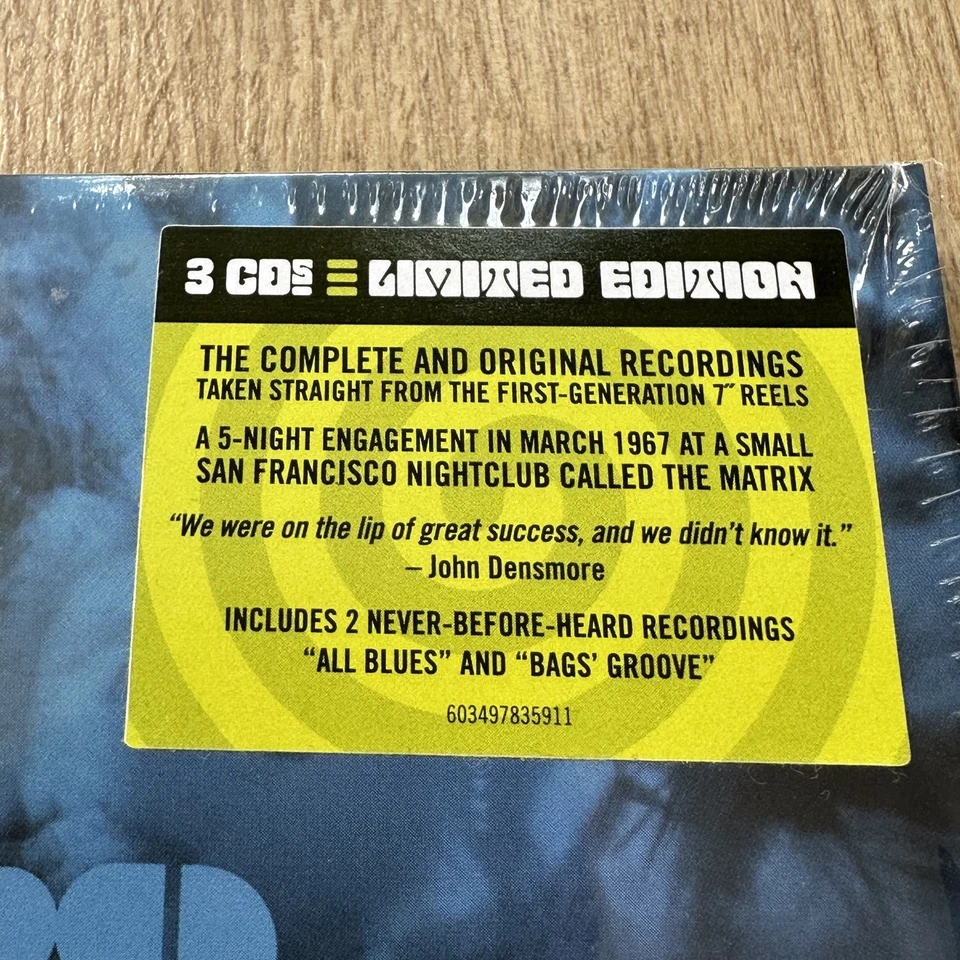 3 CDs LIMITED EDITION
THE COMPLETE AND ORIGINAL RECORDINGS
TAKEN STRAIGHT FROM THE FIRST-GENERATION 7˝ REELS
A 5-NIGHT ENGAGEMENT IN MARCH 1967 AT A SMALL
SAN FRANCISCO NIGHTCLUB CALLED THE MATRIX
“We were on the lip of great success, and we didn’t know it.”
– John Densmore
INCLUDES 2 NEVER-BEFORE-HEARD RECORDINGS
“ALL BLUES” AND “BAGS’ GROOVE”
603497835911